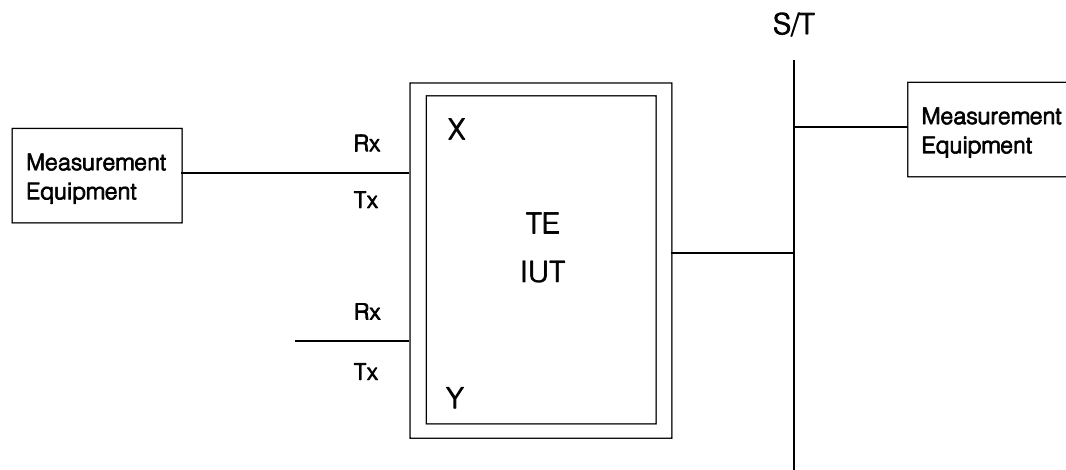 S/T
Measurement
Equipment
Rx
Tx
X
TE
IUT
Rx
Tx
Y
Measurement
Equipment